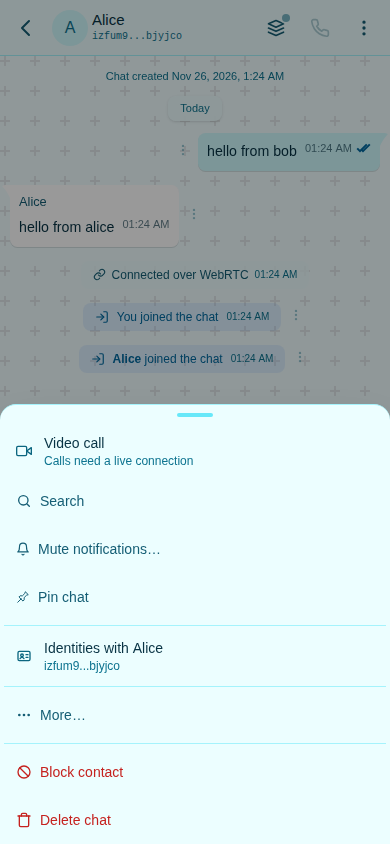 A
Alice
izfum9...bjyjco
Chat created Nov 26, 2026, 1:24 AM
Today
hello from bob 01:24 AM
Alice
hello from alice 01:24 AM
Connected over WebRTC 01:24 AM
You joined the chat 01:24 AM
Alice joined the chat 01:24 AM
Video call
Calls need a live connection
Search
Mute notifications…
Pin chat
Identities with Alice
izfum9...bjyjco
More…
Block contact
Delete chat